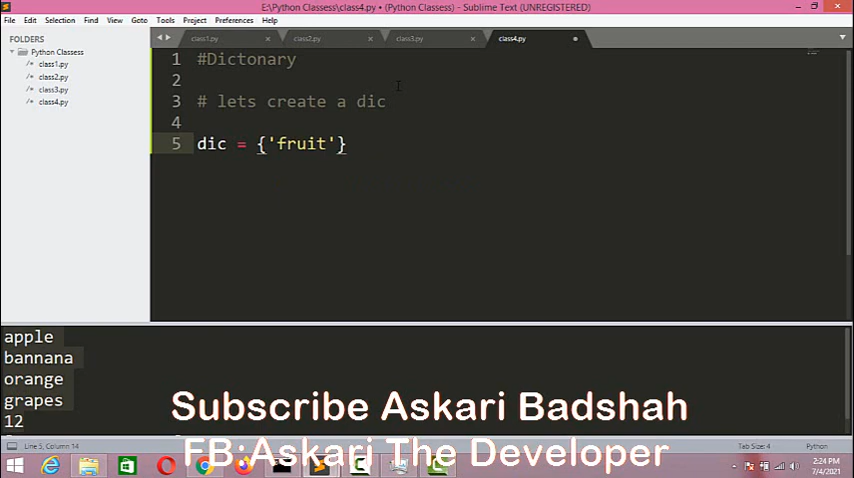 E:\Python Classess\class4.py • (Python Classess) - Sublime Text (UNREGISTERED)
File Edit Selection Find View Goto Tools Project Preferences Help
FOLDERS
Python Classess
class1.py
class2.py
class3.py
class4.py
class1.py class2.py class3.py class4.py
1 #Dictonary
2
3 # lets create a dic
4
5 dic = {'fruit'}
apple
bannana
orange
grapes
12
Subscribe Askari Badshah
FB:Askari The Developer
Line 5, Column 14 Tab Size: 4 Python
2:24 PM
7/4/2021